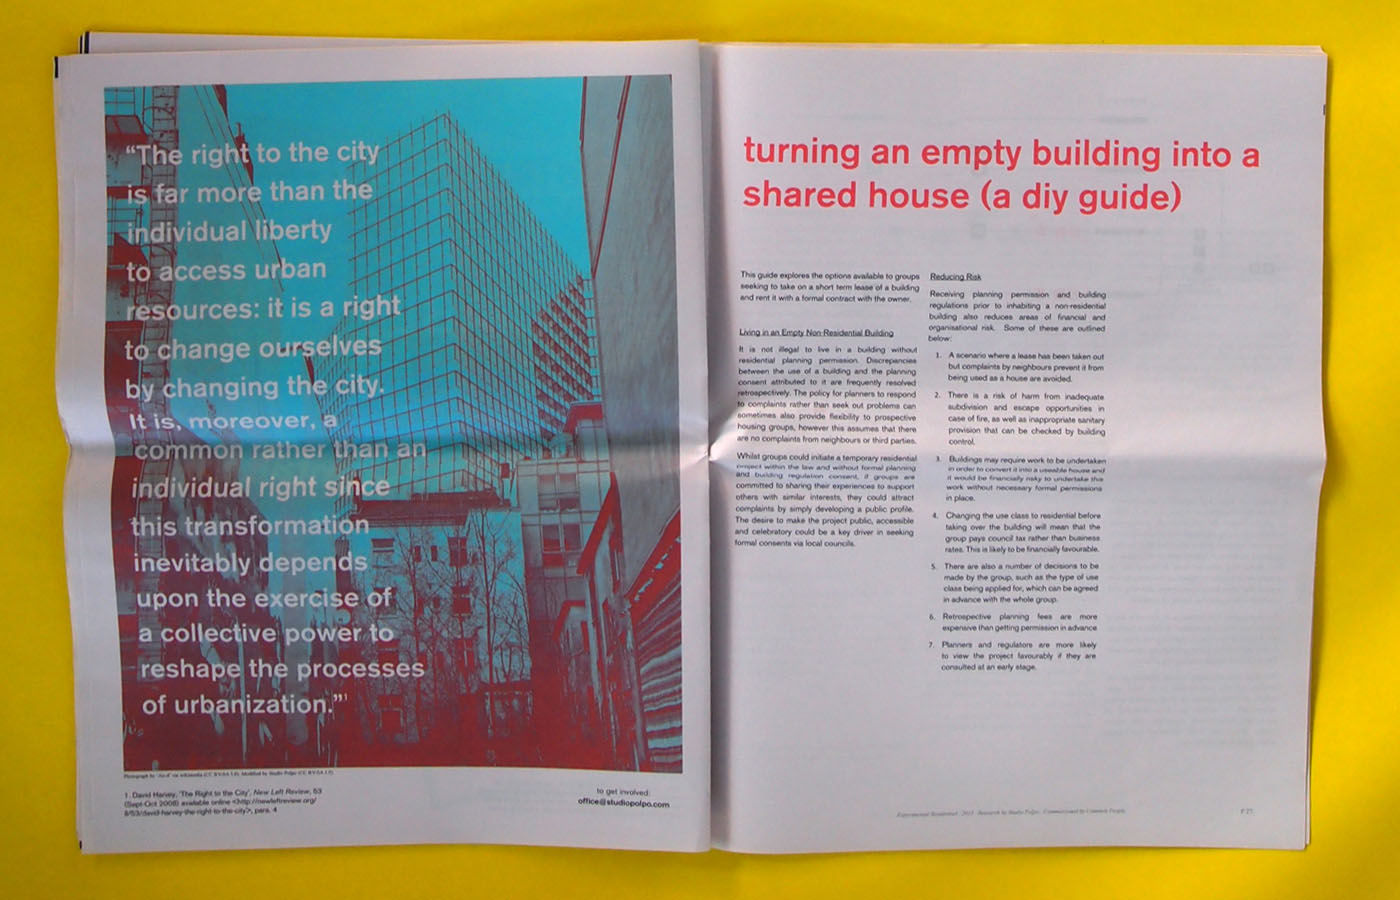 “The right to the city
is far more than the
individual liberty
to access urban
resources: it is a right
to change ourselves
by changing the city.
It is, moreover, a
common rather than an
individual right since
this transformation
inevitably depends
upon the exercise of
a collective power to
reshape the processes
of urbanization.”1
1. David Harvey, 'The Right to the City', New Left Review, 53
(Sept-Oct 2008) available online <http://newleftreview.org/
II/53/david-harvey-the-right-to-the-city>, para. 4
to get involved:
office@studiopolpo.com
turning an empty building into a
shared house (a diy guide)
This guide explores the options available to groups
seeking to take on a short term lease of a building
and rent it with a formal contract with the owner.
Living in an Empty Non-Residential Building
It is not illegal to live in a building without
residential planning permission. Discrepancies
between the use of a building and the planning
consent attributed to it are frequently resolved
retrospectively. The policy for planners to respond
to complaints rather than seek out problems can
sometimes also provide flexibility to prospective
housing groups, however this assumes that there
are no complaints from neighbours or third parties.
Whilst groups could initiate a temporary residential
project within the law and without formal planning
and building regulation consent, if groups are
committed to sharing their experiences to support
others with similar interests, they could attract
complaints by simply developing a public profile.
The desire to make the project public, accessible
and celebratory could be a key driver in seeking
formal consents via local councils.
Reducing Risk
Receiving planning permission and building
regulations prior to inhabiting a non-residential
building also reduces areas of financial and
organisational risk. Some of these are outlined
below:
1. A scenario where a lease has been taken out
but complaints by neighbours prevent it from
being used as a house are avoided.
2. There is a risk of harm from inadequate
subdivision and escape opportunities in
case of fire, as well as inappropriate sanitary
provision that can be checked by building
control.
3. Buildings may require work to be undertaken
in order to convert it into a useable house and
it would be financially risky to undertake this
work without necessary formal permissions
in place.
4. Changing the use class to residential before
taking over the building will mean that the
group pays council tax rather than business
rates. This is likely to be financially favourable.
5. There are also a number of decisions to be
made by the group, such as the type of use
class being applied for, which can be agreed
in advance with the whole group.
6. Retrospective planning fees are more
expensive than getting permission in advance
7. Planners and regulators are more likely
to view the project favourably if they are
consulted at an early stage.
Experimental Residential Research by Studio Polpo, Commissioned by Common People